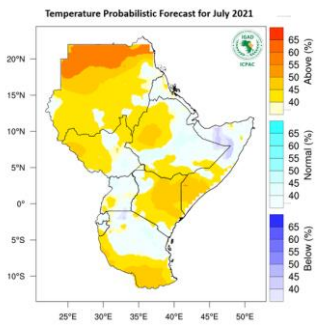 Temperature Probabilistic Forecast for July 2021
IGAD
ICPAC
20°N
15°N
10°N
5°N
0°
5°S
10°S
25°E 30°E 35°E 40°E 45°E 50°E
65
60
55
50
45
40
Above (%)
65
60
55
50
45
40
Normal (%)
65
60
55
50
45
40
Below (%)